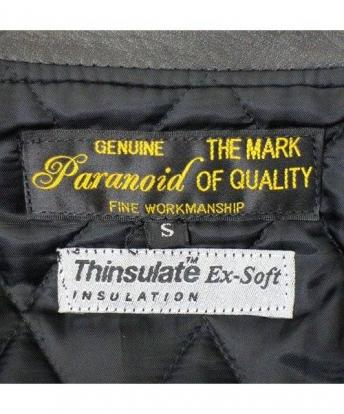 GENUINE THE MARK
Paranoid OF QUALITY
FINE WORKMANSHIP
S
Thinsulate™ Ex-Soft
INSULATION